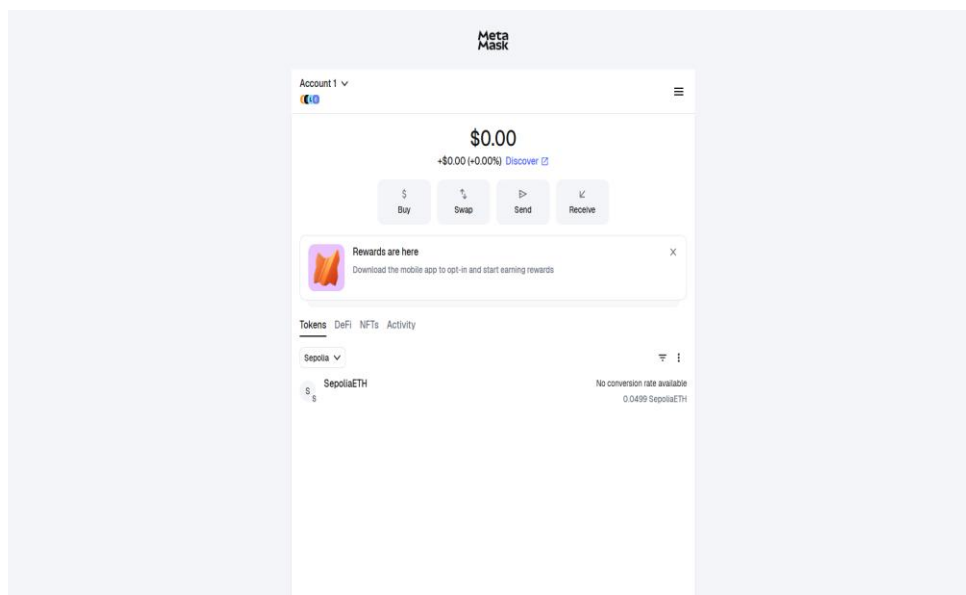 Meta
Mask
Account 1
$0.00
+$0.00 (+0.00%) Discover
Buy Swap Send Receive
Rewards are here
Download the mobile app to opt-in and start earning rewards
Tokens DeFi NFTs Activity
Sepolia
S SepoliaETH No conversion rate available
S 0.0499 SepoliaETH